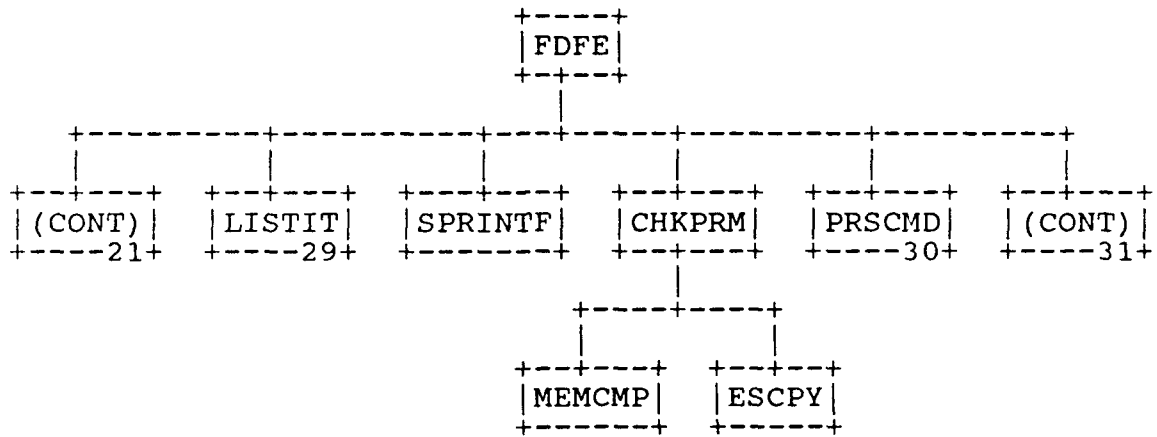 FDFE
(CONT) LISTIT SPRINTF CHKPRM PRSCMD (CONT)
21 29 30 31
MEMCMP ESCPY